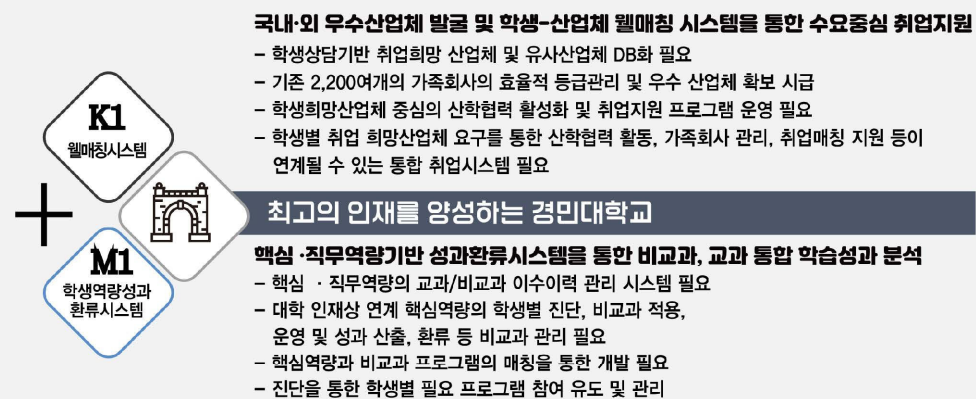 국내·외 우수산업체 발굴 및 학생-산업체 웰매칭 시스템을 통한 수요중심 취업지원
- 학생상담기반 취업희망 산업체 및 유사산업체 DB화 필요
- 기존 2,200여개의 가족회사의 효율적 등급관리 및 우수 산업체 확보 시급
- 학생희망산업체 중심의 산학협력 활성화 및 취업지원 프로그램 운영 필요
- 학생별 취업 희망산업체 요구를 통한 산학협력 활동, 가족회사 관리, 취업매칭 지원 등이
연계될 수 있는 통합 취업시스템 필요
K1
웰매칭시스템
최고의 인재를 양성하는 경민대학교
M1
학생역량성과
환류시스템
핵심 ·직무역량기반 성과환류시스템을 통한 비교과, 교과 통합 학습성과 분석
- 핵심 · 직무역량의 교과/비교과 이수이력 관리 시스템 필요
- 대학 인재상 연계 핵심역량의 학생별 진단, 비교과 적용,
운영 및 성과 산출, 환류 등 비교과 관리 필요
- 핵심역량과 비교과 프로그램의 매칭을 통한 개발 필요
- 진단을 통한 학생별 필요 프로그램 참여 유도 및 관리